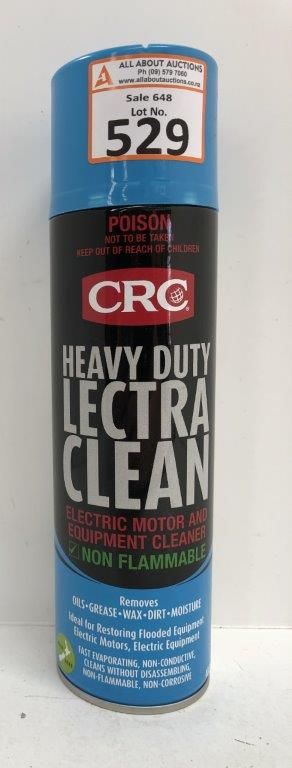 ALL ABOUT AUCTIONS
Ph (09) 579 7060
www.allaboutauctions.co.nz
Sale 648
Lot No.
529
POISON
NOT TO BE TAKEN
KEEP OUT OF REACH OF CHILDREN
CRC
HEAVY DUTY
LECTRA
CLEAN
ELECTRIC MOTOR AND
EQUIPMENT CLEANER
NON FLAMMABLE
Removes
OILS•GREASE•WAX•DIRT•MOISTURE
Ideal for Restoring Flooded Equipment
Electric Motors, Electric Equipment
FAST EVAPORATING, NON-CONDUCTIVE,
CLEANS WITHOUT DISASSEMBLING,
NON-FLAMMABLE, NON-CORROSIVE